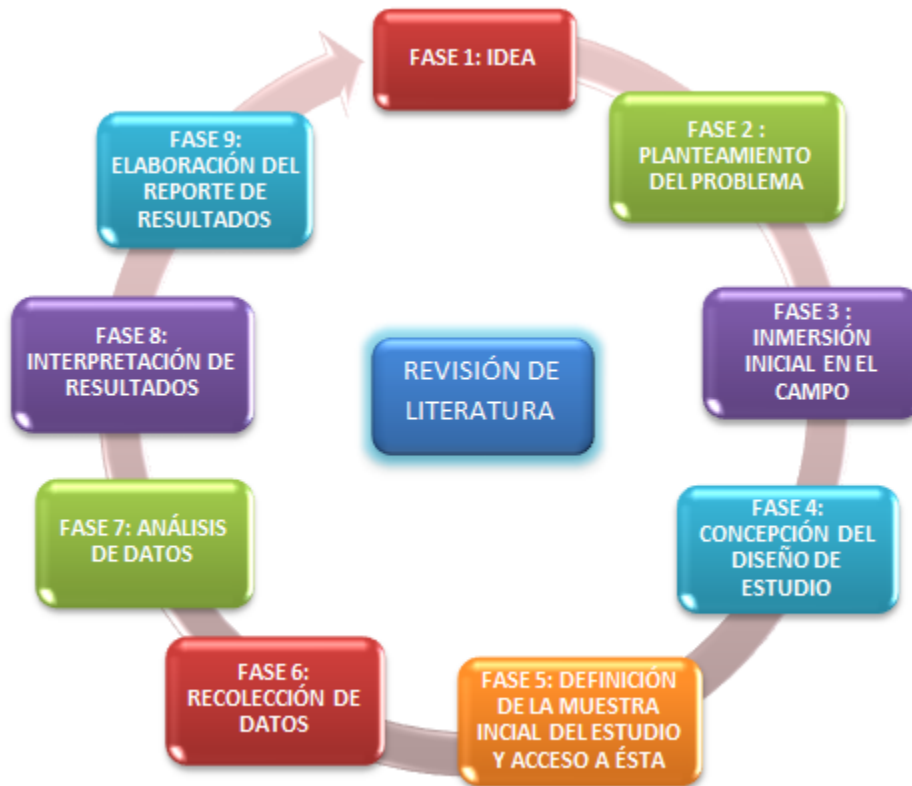 FASE 1: IDEA
FASE 2 :
PLANTEAMIENTO
DEL PROBLEMA
FASE 3 :
INMERSIÓN
INICIAL EN EL
CAMPO
FASE 4:
CONCEPCIÓN DEL
DISEÑO DE
ESTUDIO
FASE 5: DEFINICIÓN
DE LA MUESTRA
INCIAL DEL ESTUDIO
Y ACCESO A ÉSTA
FASE 6:
RECOLECCIÓN DE
DATOS
FASE 7: ANÁLISIS
DE DATOS
FASE 8:
INTERPRETACIÓN DE
RESULTADOS
FASE 9:
ELABORACIÓN DEL
REPORTE DE
RESULTADOS
REVISIÓN DE
LITERATURA